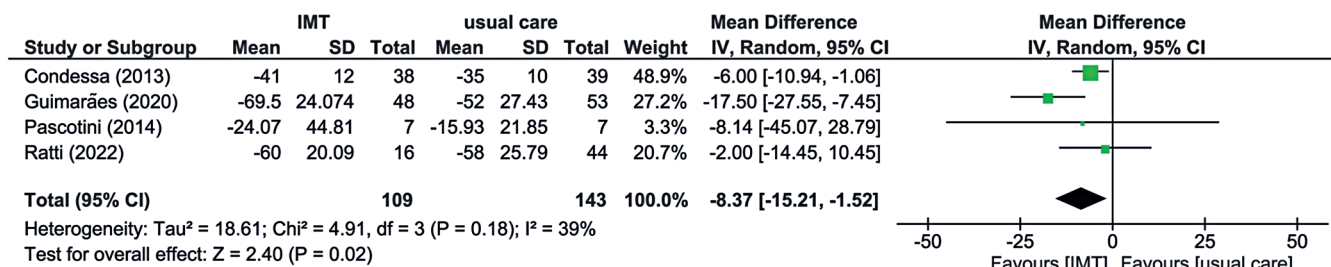 IMT usual care Mean Difference Mean Difference
Study or Subgroup Mean SD Total Mean SD Total Weight IV, Random, 95% CI IV, Random, 95% CI
Condessa (2013) -41 12 38 -35 10 39 48.9% -6.00 [-10.94, -1.06]
Guimarães (2020) -69.5 24.074 48 -52 27.43 53 27.2% -17.50 [-27.55, -7.45]
Pascotini (2014) -24.07 44.81 7 -15.93 21.85 7 3.3% -8.14 [-45.07, 28.79]
Ratti (2022) -60 20.09 16 -58 25.79 44 20.7% -2.00 [-14.45, 10.45]
Total (95% CI) 109 143 100.0% -8.37 [-15.21, -1.52]
Heterogeneity: Tau² = 18.61; Chi² = 4.91, df = 3 (P = 0.18); I² = 39%
Test for overall effect: Z = 2.40 (P = 0.02)
-50 -25 0 25 50
Favours [IMT] Favours [usual care]